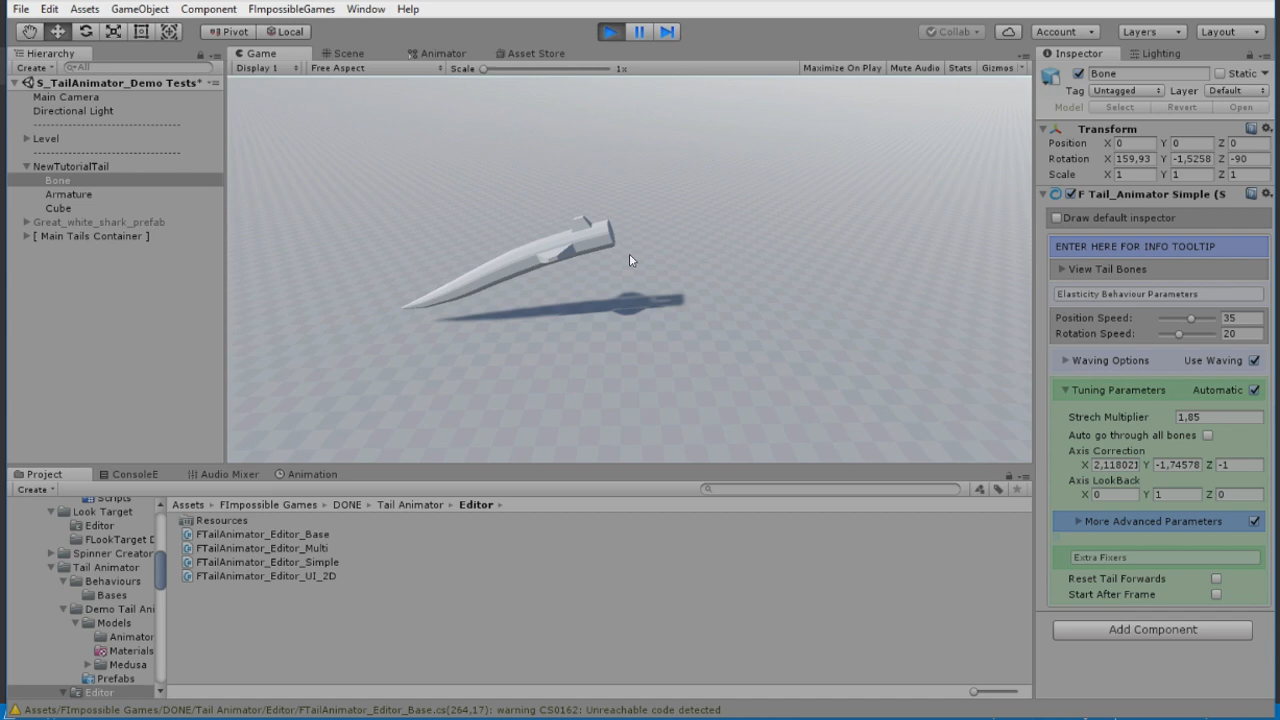 File Edit Assets GameObject Component FImpossibleGames Window Help
Pivot Local Collab Account Layers Layout
Hierarchy
Create All
S_TailAnimator_Demo Tests*
Main Camera
Directional Light
Level
NewTutorialTail
Bone
Armature
Cube
Great_white_shark_prefab
[ Main Tails Container ]
Game Scene Animator Asset Store
Display 1 Free Aspect Scale 1x Maximize On Play Mute Audio Stats Gizmos
Project ConsoleE Audio Mixer Animation
Create
Scripts
Look Target
Editor
FLookTarget D
Spinner Creator
Tail Animator
Behaviours
Bases
Demo Tail Ani
Models
Animator
Materials
Medusa
Prefabs
Editor
Assets FImpossible Games DONE Tail Animator Editor
Resources
FTailAnimator_Editor_Base
FTailAnimator_Editor_Multi
FTailAnimator_Editor_Simple
FTailAnimator_Editor_UI_2D
Inspector Lighting
Bone Static
Tag Untagged Layer Default
Model Select Revert Open
Transform
Position X 0 Y 0 Z 0
Rotation X 159,93 Y -1,5258 Z -90
Scale X 1 Y 1 Z 1
F Tail_Animator Simple (S
Draw default inspector
ENTER HERE FOR INFO TOOLTIP
View Tail Bones
Elasticity Behaviour Parameters
Position Speed: 35
Rotation Speed: 20
Waving Options Use Waving
Tuning Parameters Automatic
Strech Multiplier 1,85
Auto go through all bones
Axis Correction
X 2,118021 Y -1,74578 Z -1
Axis LookBack
X 0 Y 1 Z 0
More Advanced Parameters
Extra Fixers
Reset Tail Forwards
Start After Frame
Add Component
Assets/FImpossible Games/DONE/Tail Animator/Editor/FTailAnimator_Editor_Base.cs(264,17): warning CS0162: Unreachable code detected